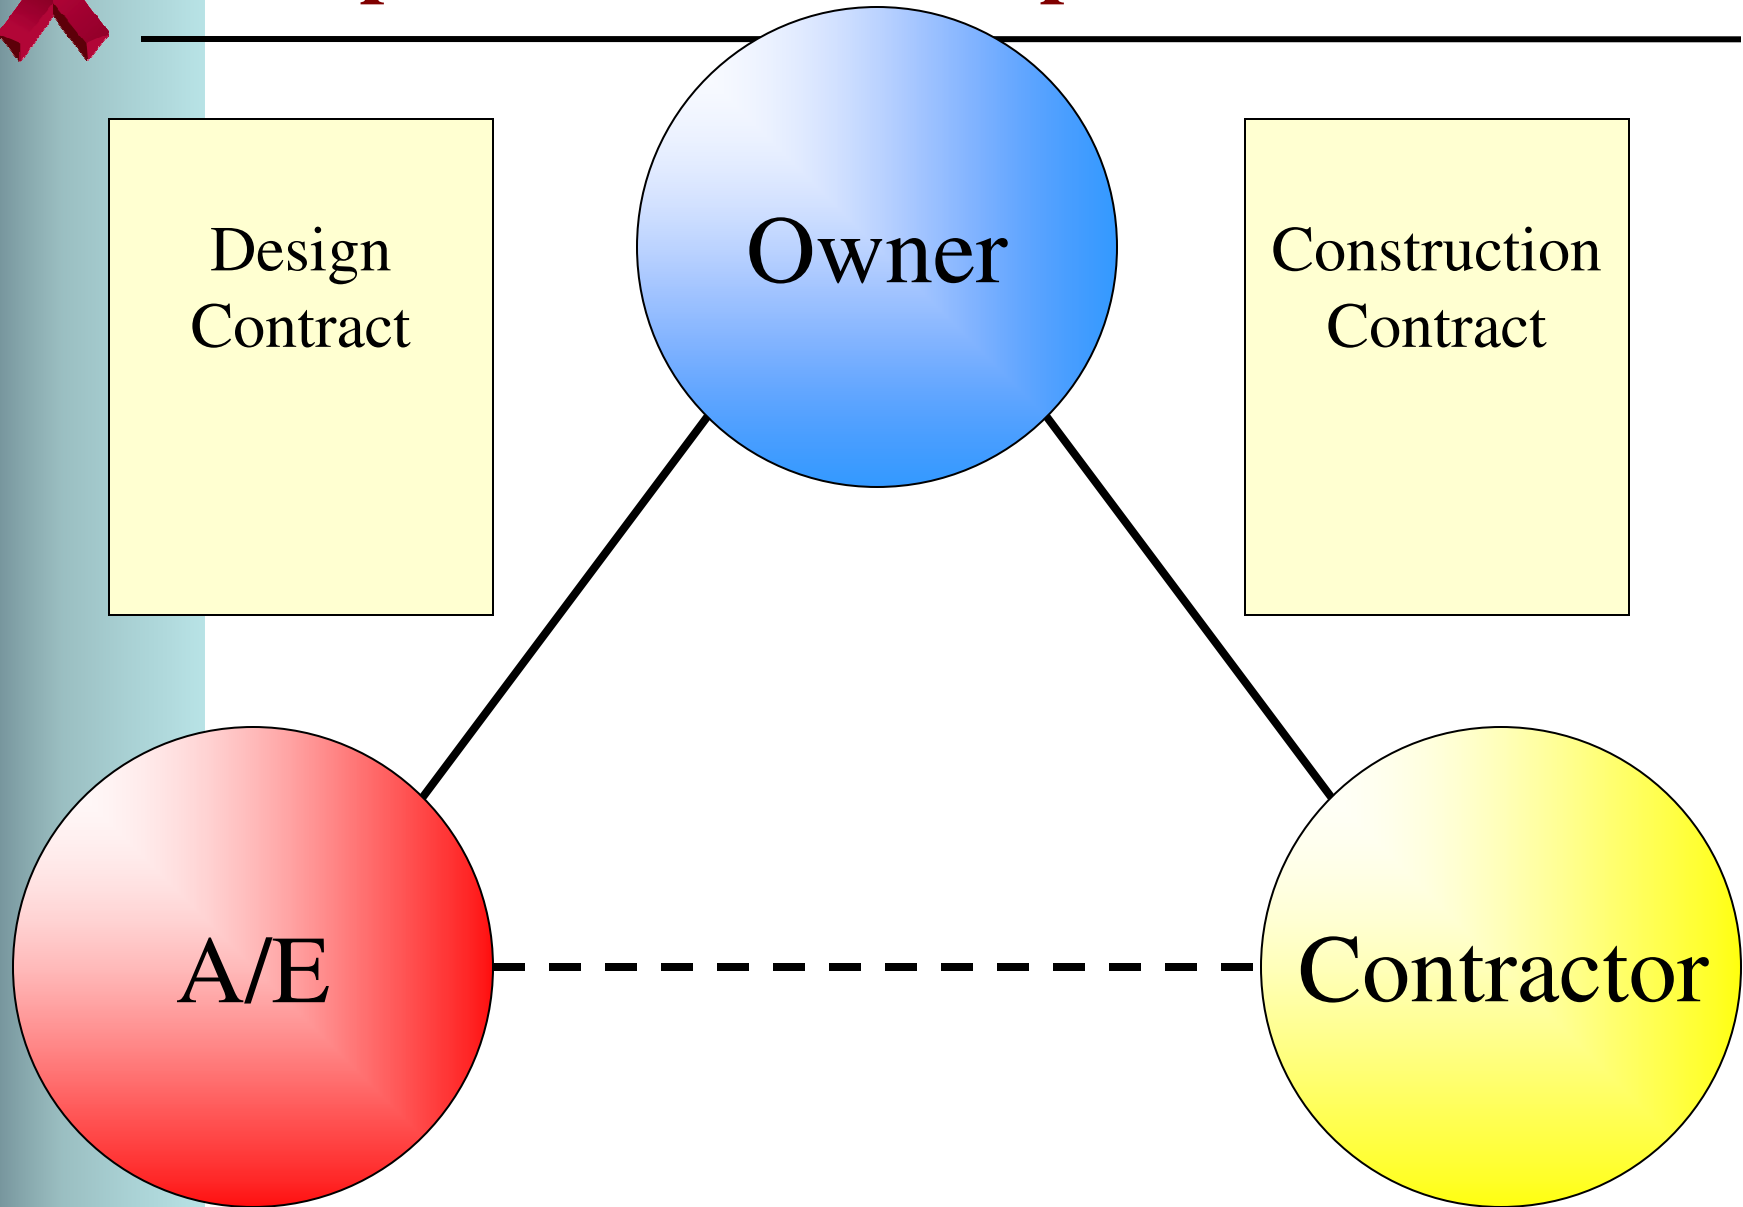 Owner
Design
Contract
Construction
Contract
A/E
Contractor